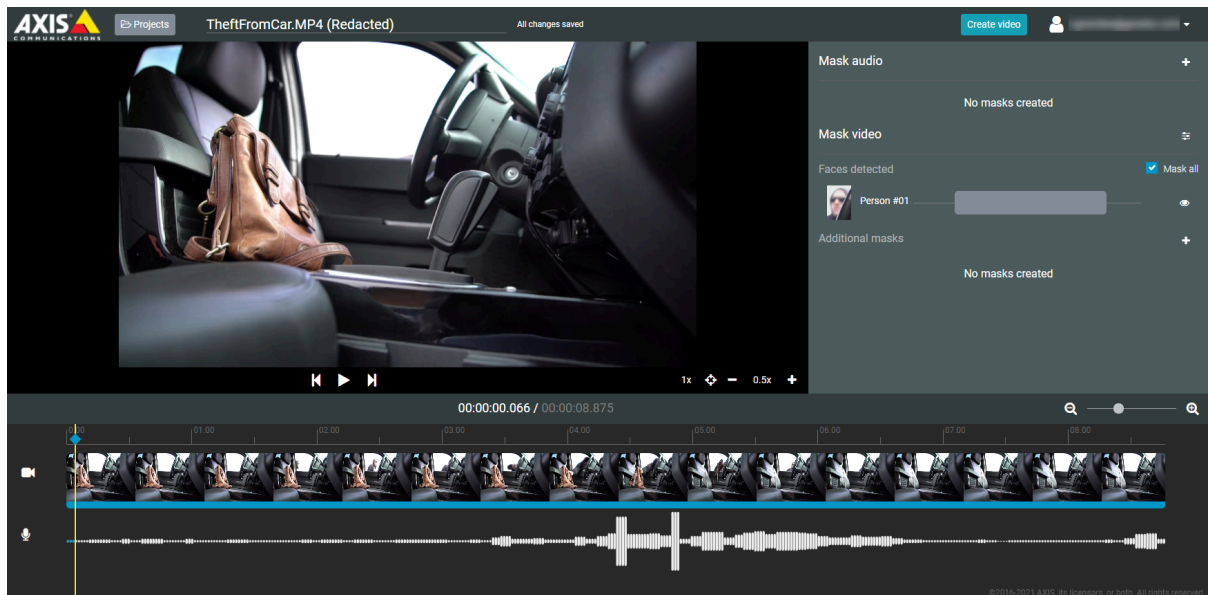 AXIS
COMMUNICATIONS
Projects
TheftFromCar.MP4 (Redacted)
All changes saved
Create video
Mask audio
No masks created
Mask video
Faces detected
Mask all
Person #01
Additional masks
No masks created
1x
0.5x
00:00:00.066 / 00:00:08.875
0:00
01:00
02:00
03:00
04:00
05:00
06:00
07:00
08:00
©2016-2021 AXIS, its licensors, or both. All rights reserved